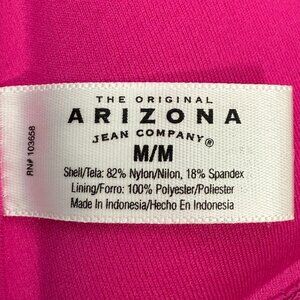 THE ORIGINAL
ARIZONA
JEAN COMPANY®
M/M
Shell/Tela: 82% Nylon/Nilon, 18% Spandex
Lining/Forro: 100% Polyester/Poliester
Made In Indonesia/Hecho En Indonesia
RN# 103658